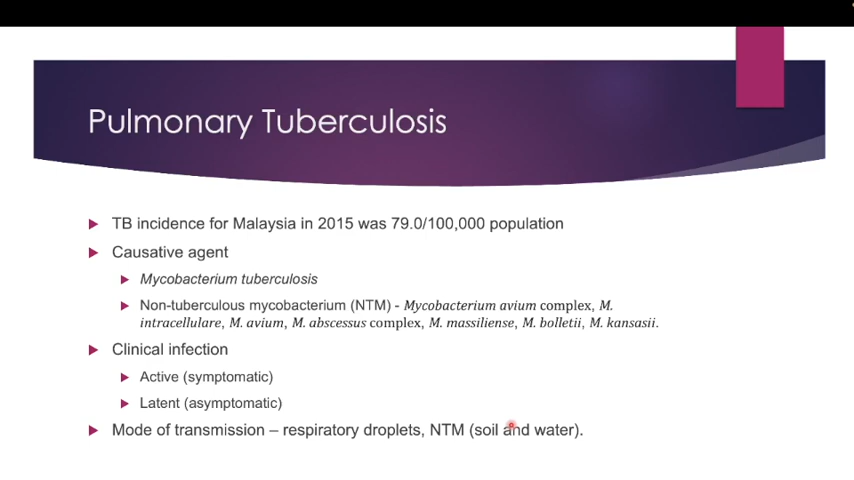 Pulmonary Tuberculosis
TB incidence for Malaysia in 2015 was 79.0/100,000 population
Causative agent
Mycobacterium tuberculosis
Non-tuberculous mycobacterium (NTM) - Mycobacterium avium complex, M.
intracellulare, M. avium, M. abscessus complex, M. massiliense, M. bolletii, M. kansasii.
Clinical infection
Active (symptomatic)
Latent (asymptomatic)
Mode of transmission – respiratory droplets, NTM (soil and water).